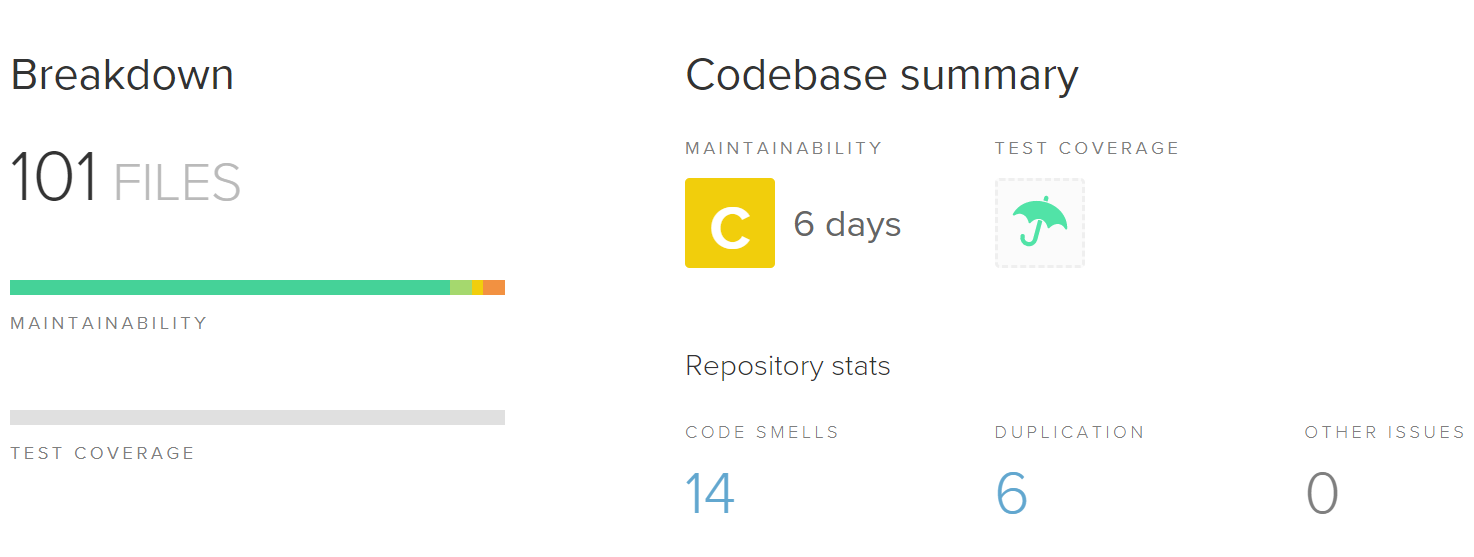 Breakdown
101 FILES
MAINTAINABILITY
TEST COVERAGE
Codebase summary
MAINTAINABILITY
C 6 days
TEST COVERAGE
Repository stats
CODE SMELLS
14
DUPLICATION
6
OTHER ISSUES
0